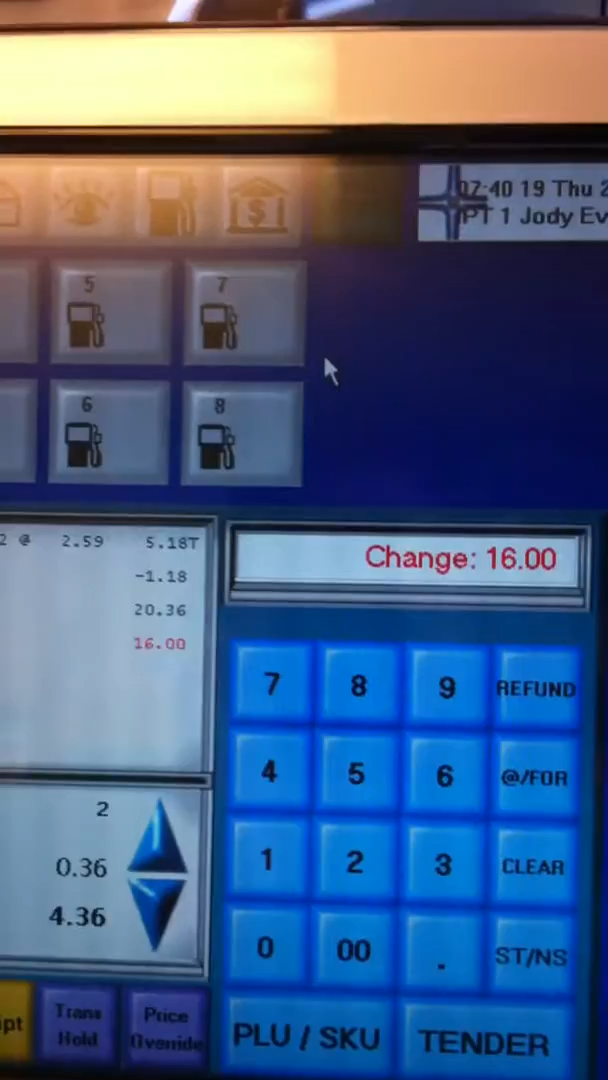 07:40 19 Thu 2
PT 1 Jody Ev
$
5
7
6
8
2 @ 2.59 5.18T
-1.18
20.36
16.00
Change: 16.00
7 8 9 REFUND
4 5 6 @/FOR
1 2 3 CLEAR
0 00 . ST/NS
PLU / SKU TENDER
2
0.36
4.36
ipt
Trans
Hold
Price
Override